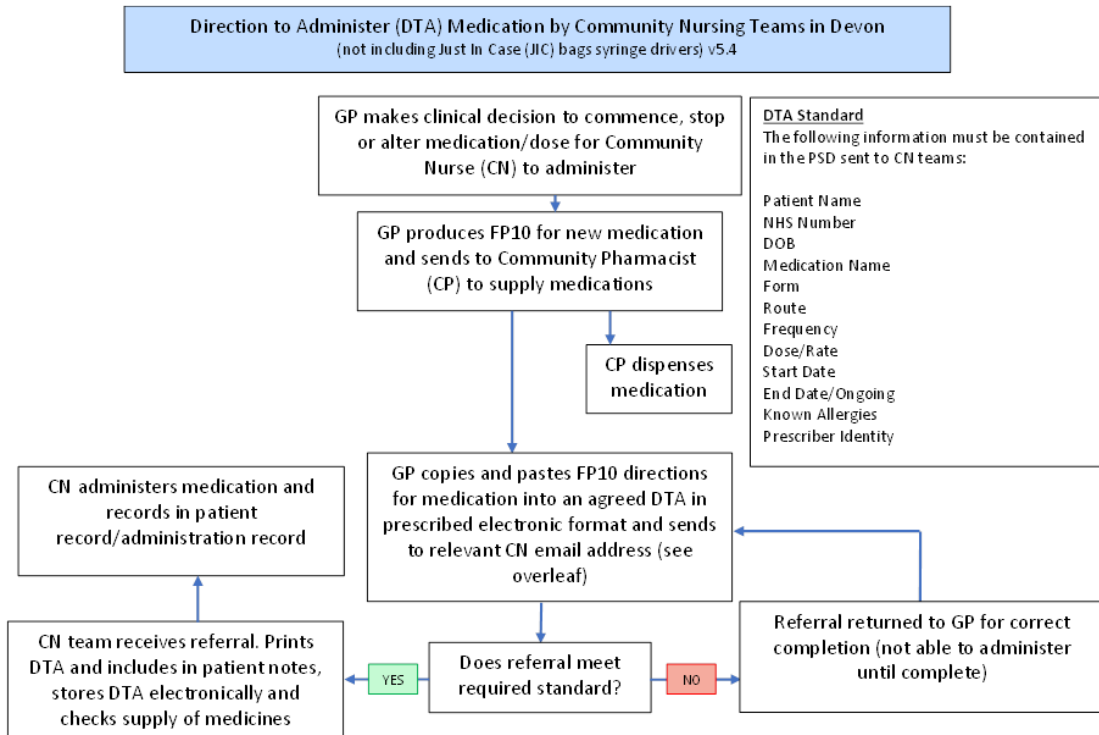 Direction to Administer (DTA) Medication by Community Nursing Teams in Devon
(not including Just In Case (JIC) bags syringe drivers) v5.4
GP makes clinical decision to commence, stop
or alter medication/dose for Community
Nurse (CN) to administer
GP produces FP10 for new medication
and sends to Community Pharmacist
(CP) to supply medications
CP dispenses
medication
DTA Standard
The following information must be contained
in the PSD sent to CN teams:
Patient Name
NHS Number
DOB
Medication Name
Form
Route
Frequency
Dose/Rate
Start Date
End Date/Ongoing
Known Allergies
Prescriber Identity
GP copies and pastes FP10 directions
for medication into an agreed DTA in
prescribed electronic format and sends
to relevant CN email address (see
overleaf)
CN administers medication and
records in patient
record/administration record
CN team receives referral. Prints
DTA and includes in patient notes,
stores DTA electronically and
checks supply of medicines
YES
Does referral meet
required standard?
NO
Referral returned to GP for correct
completion (not able to administer
until complete)